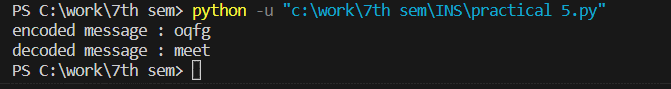 PS C:\work\7th sem> python -u "c:\work\7th sem\INS\practical 5.py"
encoded message : oqfg
decoded message : meet
PS C:\work\7th sem>